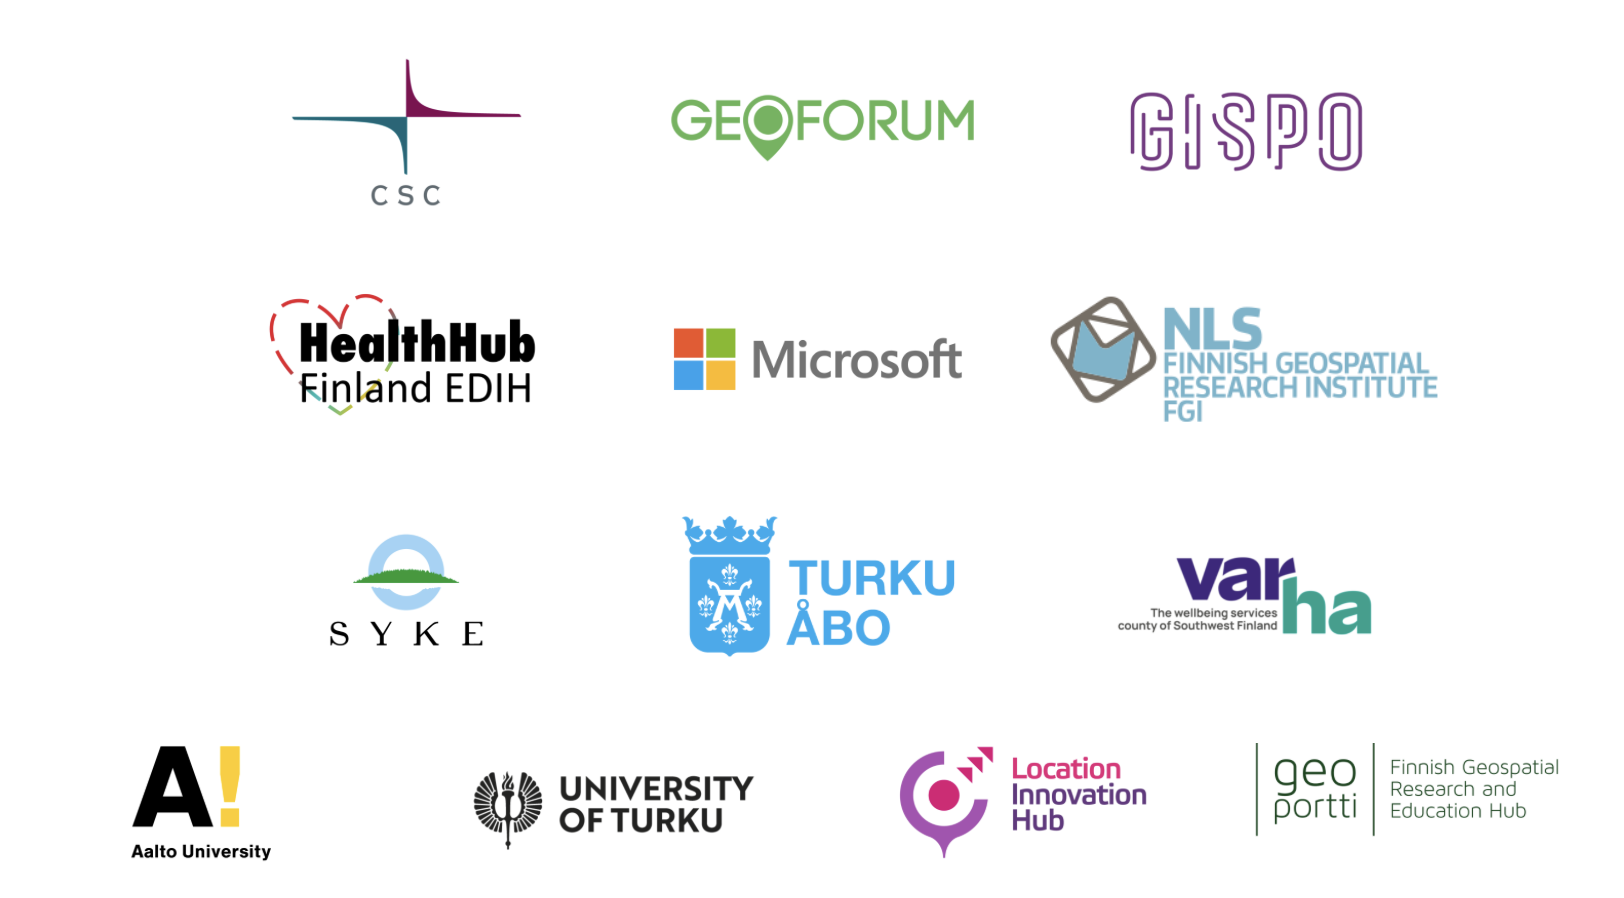 CSC
GEOFORUM
GISPO
HealthHub
Finland EDIH
Microsoft
NLS
FINNISH GEOSPATIAL
RESEARCH INSTITUTE
FGI
SYKE
TURKU
ÅBO
varha
The wellbeing services
county of Southwest Finland
A!
Aalto University
UNIVERSITY
OF TURKU
Location
Innovation
Hub
geo
portti
Finnish Geospatial
Research and
Education Hub